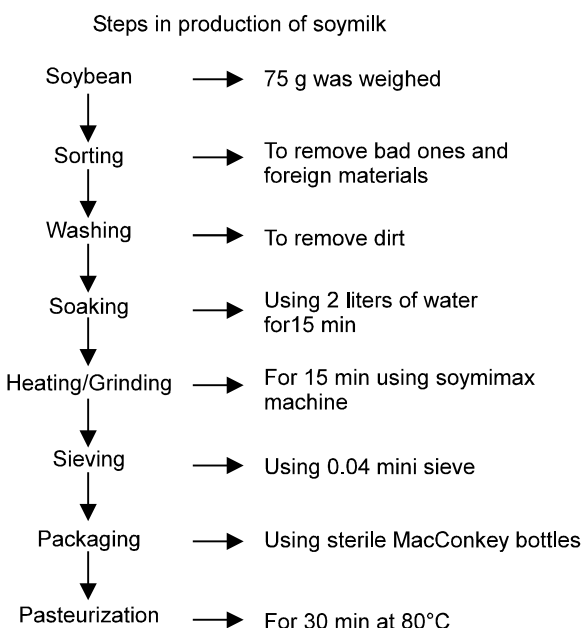 Steps in production of soymilk
Soybean
75 g was weighed
Sorting
To remove bad ones and
foreign materials
Washing
To remove dirt
Soaking
Using 2 liters of water
for15 min
Heating/Grinding
For 15 min using soymimax
machine
Sieving
Using 0.04 mini sieve
Packaging
Using sterile MacConkey bottles
Pasteurization
For 30 min at 80°C